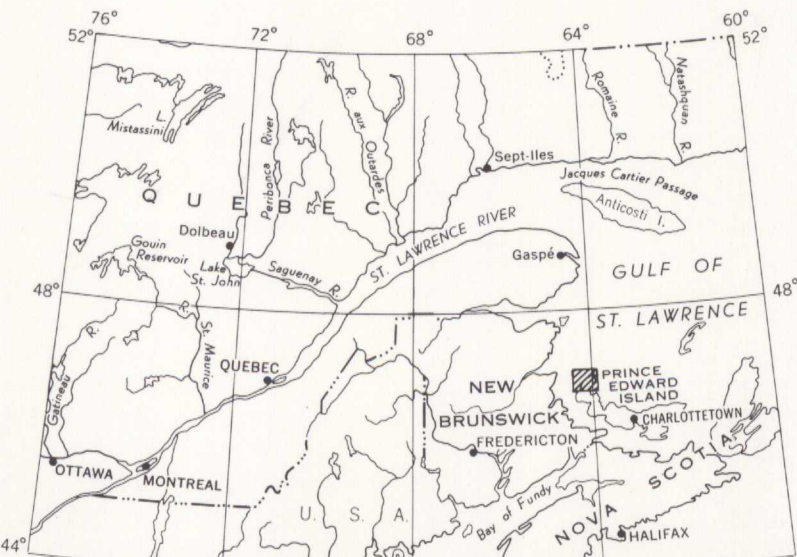 76°
72°
68°
64°
60°
52°
52°
L.
Mistassini
Peribonca River
R. aux Outardes
Romaine R.
Natashquan R.
Sept-Iles
Jacques Cartier Passage
Anticosti I.
QUEBEC
Dolbeau
Gouin
Reservoir
Lake
St. John
Saguenay R.
ST. LAWRENCE RIVER
Gaspé
GULF OF
ST. LAWRENCE
48°
48°
Gatineau R.
St. Maurice R.
QUEBEC
NEW
BRUNSWICK
PRINCE
EDWARD
ISLAND
CHARLOTTETOWN
FREDERICTON
OTTAWA
MONTREAL
U. S. A.
Bay of Fundy
NOVA SCOTIA
HALIFAX
44°